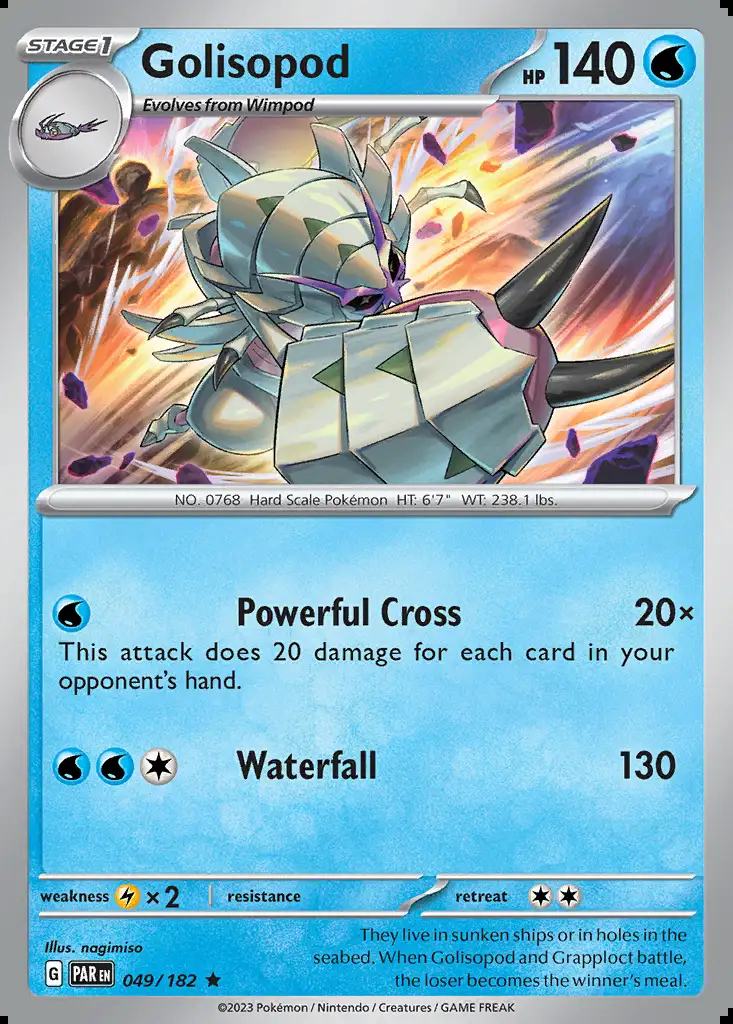 STAGE1
Golisopod
HP 140
Evolves from Wimpod
NO. 0768 Hard Scale Pokémon HT: 6'7" WT: 238.1 lbs.
Powerful Cross 20×
This attack does 20 damage for each card in your
opponent's hand.
Waterfall 130
weakness ×2 resistance retreat
Illus. nagimiso
They live in sunken ships or in holes in the
seabed. When Golisopod and Grapploct battle,
the loser becomes the winner's meal.
G PAR EN 049/182 ★
©2023 Pokémon / Nintendo / Creatures / GAME FREAK